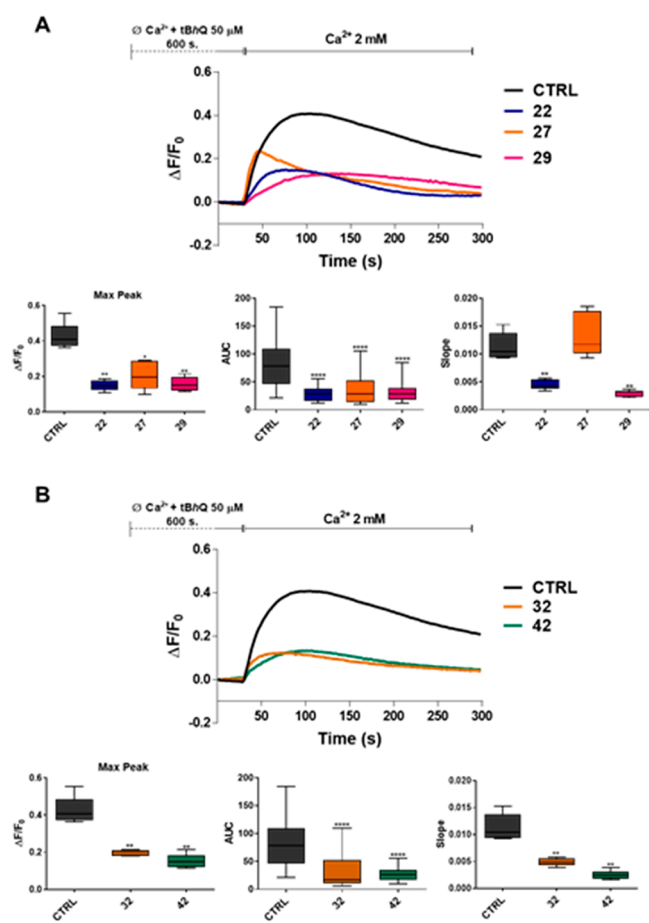 A
Ø Ca²⁺ + tBhQ 50 µM
600 s.
Ca²⁺ 2 mM
0.6
0.4
0.2
0.0
-0.2
ΔF/F₀
50 100 150 200 250 300
Time (s)
CTRL
22
27
29
Max Peak
ΔF/F₀
0.6
0.4
0.2
0.0
** * **
CTRL 22 27 29
AUC
200
150
100
50
0
**** **** ****
CTRL 22 27 29
Slope
0.020
0.015
0.010
0.005
0.000
** **
CTRL 22 27 29
B
Ø Ca²⁺ + tBhQ 50 µM
600 s.
Ca²⁺ 2 mM
0.6
0.4
0.2
0.0
-0.2
ΔF/F₀
50 100 150 200 250 300
Time (s)
CTRL
32
42
Max Peak
ΔF/F₀
0.6
0.4
0.2
0.0
** **
CTRL 32 42
AUC
200
150
100
50
0
**** ****
CTRL 32 42
Slope
0.020
0.015
0.010
0.005
0.000
** **
CTRL 32 42